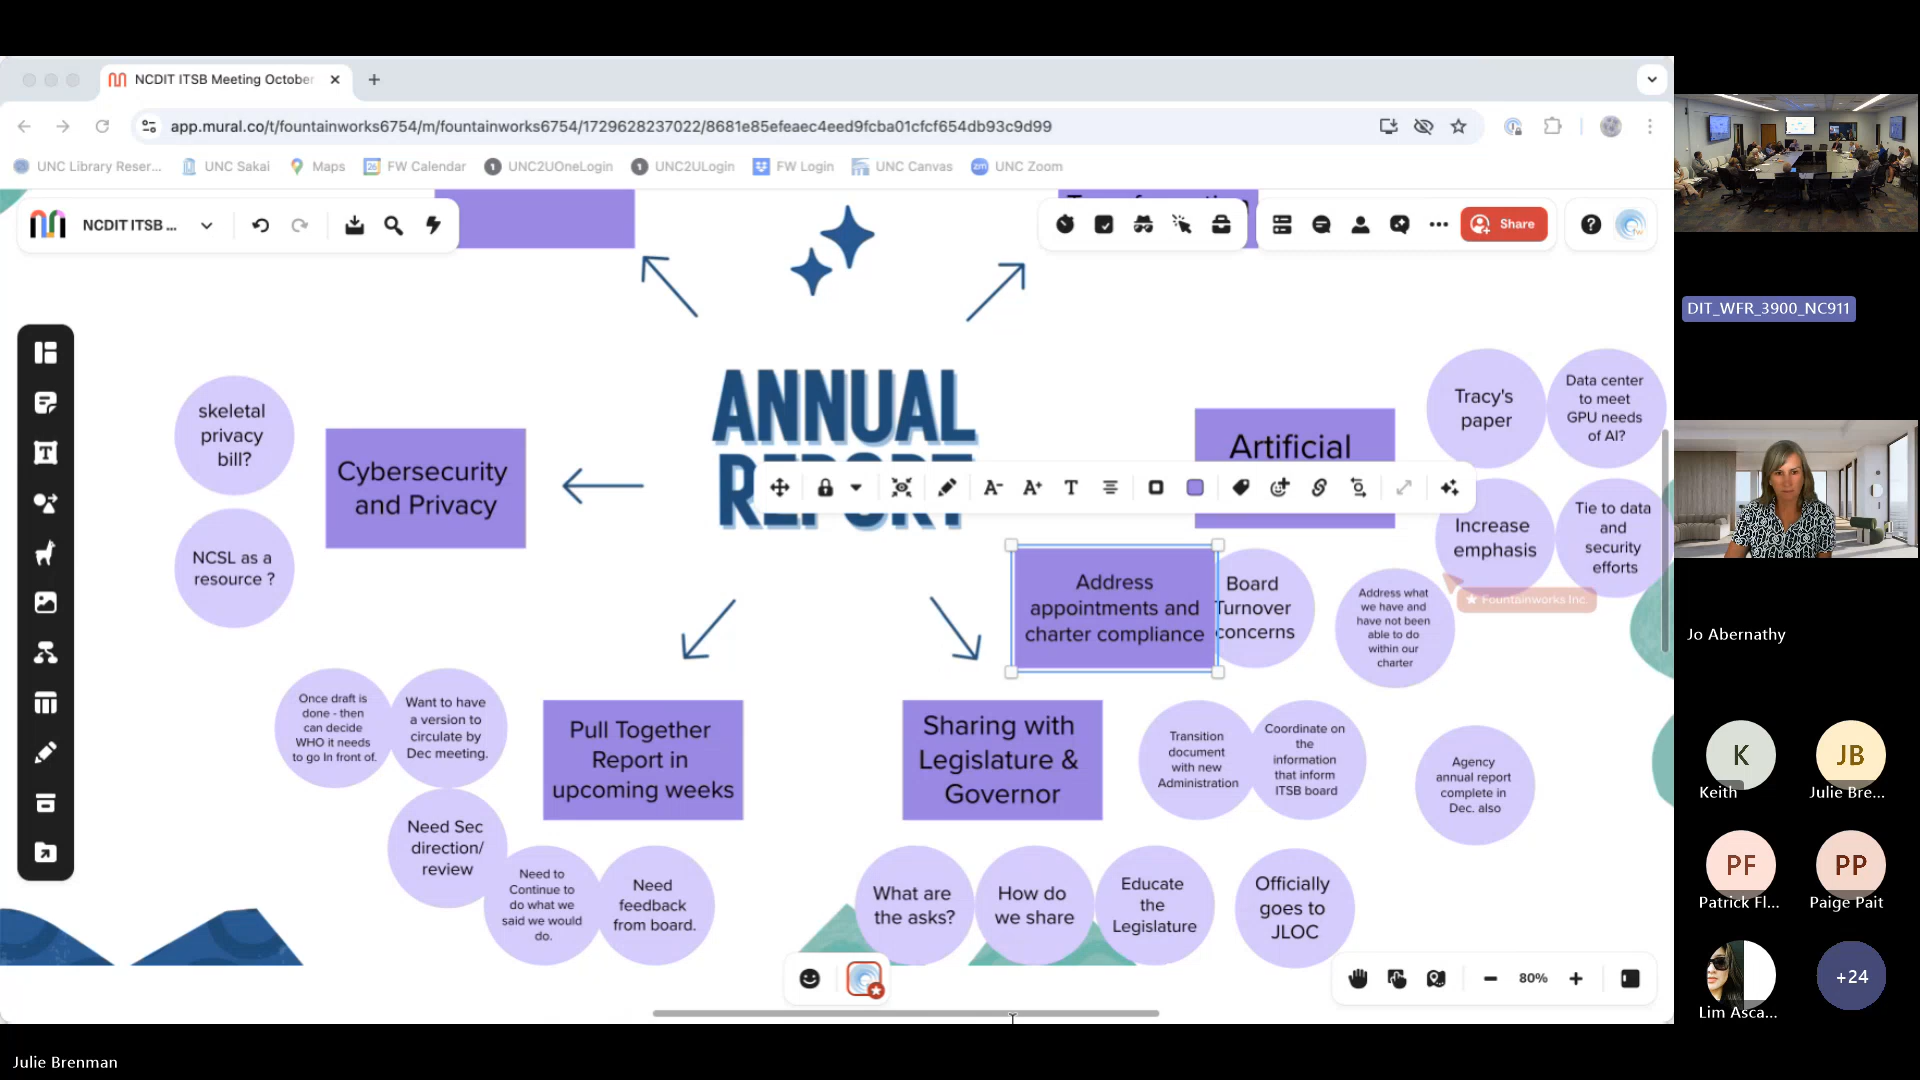 NCDIT ITSB Meeting October
app.mural.co/t/fountainworks6754/m/fountainworks6754/1729628237022/8681e85efeaec4eed9fcba01cfcf654db93c9d99
UNC Library Reser...
UNC Sakai
Maps
FW Calendar
UNC2UOneLogin
UNC2ULogin
FW Login
UNC Canvas
UNC Zoom
NCDIT ITSB ...
Share
ANNUAL
REPORT
skeletal
privacy
bill?
Cybersecurity
and Privacy
NCSL as a
resource ?
Artificial
Tracy's
paper
Data center
to meet
GPU needs
of AI?
Increase
emphasis
Tie to data
and
security
efforts
Fountainworks Inc.
Address
appointments and
charter compliance
Board
Turnover
concerns
Address what
we have and
have not been
able to do
within our
charter
Once draft is
done - then
can decide
WHO it needs
to go In front of.
Want to have
a version to
circulate by
Dec meeting.
Pull Together
Report in
upcoming weeks
Need Sec
direction/
review
Need to
Continue to
do what we
said we would
do.
Need
feedback
from board.
Sharing with
Legislature &
Governor
Transition
document
with new
Administration
Coordinate on
the
information
that inform
ITSB board
Agency
annual report
complete in
Dec. also
What are
the asks?
How do
we share
Educate
the
Legislature
Officially
goes to
JLOC
80%
DIT_WFR_3900_NC911
Jo Abernathy
K
Keith
JB
Julie Bre...
PF
Patrick Fl...
PP
Paige Pait
Lim Asca...
+24
Julie Brenman